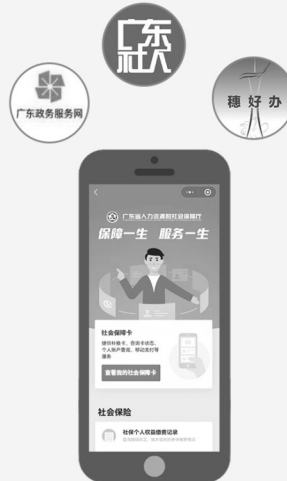 广东
社人
广东政务服务网
穗好办
广东省人力资源和社会保障厅
保障一生 服务一生
社会保障卡
查看我的社会保障卡
社会保险
社保个人权益缴费记录